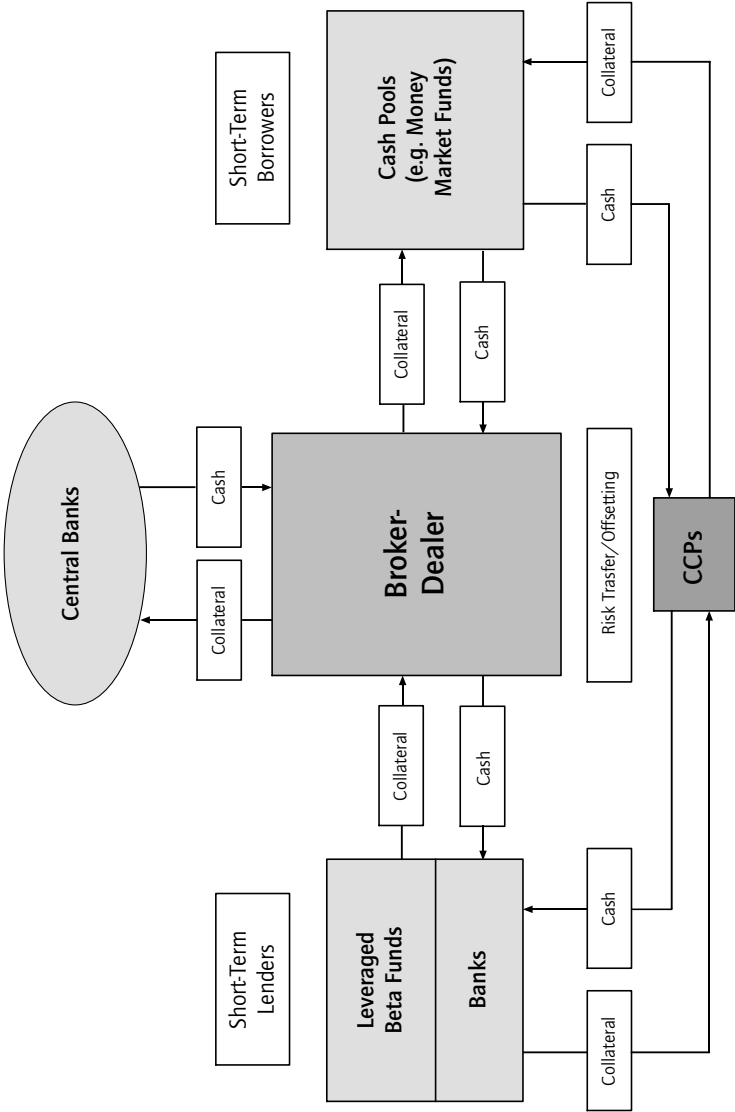 Central Banks
Collateral
Cash
Short-Term
Lenders
Short-Term
Borrowers
Leveraged
Beta Funds
Banks
Collateral
Cash
Broker-
Dealer
Collateral
Cash
Cash Pools
(e.g. Money
Market Funds)
Collateral
Cash
Risk Trasfer/Offsetting
Cash
Collateral
CCPs